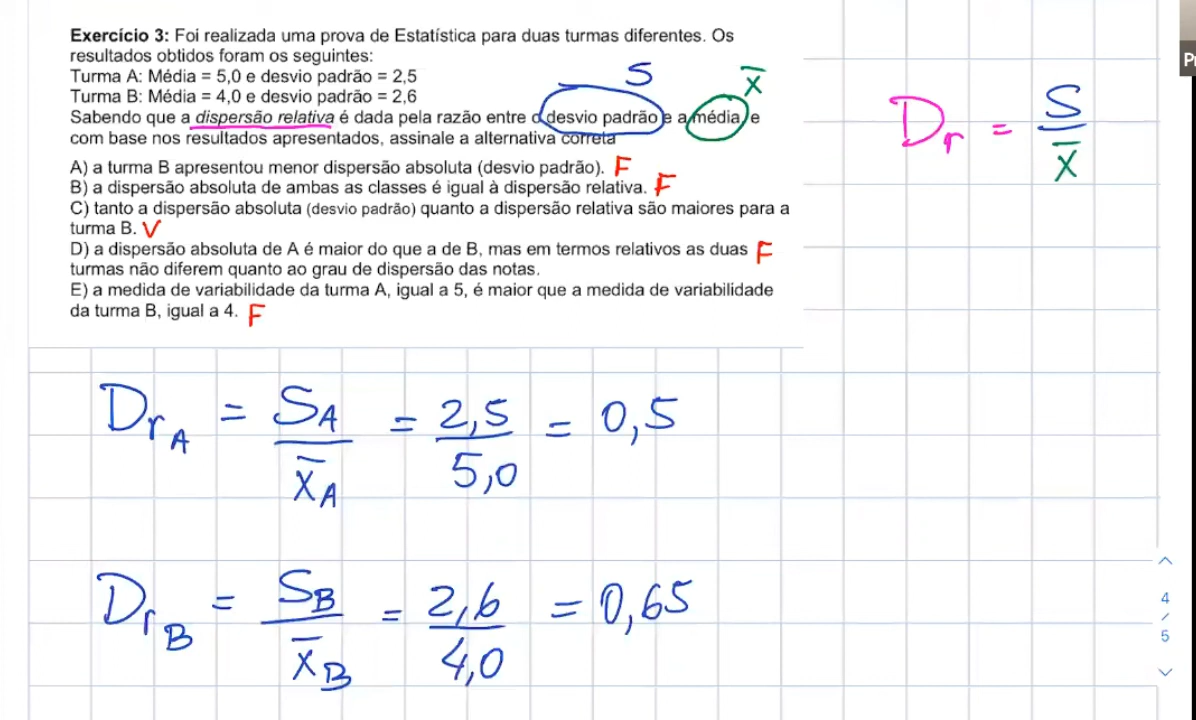 Exercício 3: Foi realizada uma prova de Estatística para duas turmas diferentes. Os
resultados obtidos foram os seguintes:
Turma A: Média = 5,0 e desvio padrão = 2,5
S
x̄
Turma B: Média = 4,0 e desvio padrão = 2,6
Sabendo que a dispersão relativa é dada pela razão entre o desvio padrão e a média e
com base nos resultados apresentados, assinale a alternativa correta
Dr = S / x̄
A) a turma B apresentou menor dispersão absoluta (desvio padrão). F
B) a dispersão absoluta de ambas as classes é igual à dispersão relativa. F
C) tanto a dispersão absoluta (desvio padrão) quanto a dispersão relativa são maiores para a
turma B. V
D) a dispersão absoluta de A é maior do que a de B, mas em termos relativos as duas F
turmas não diferem quanto ao grau de dispersão das notas.
E) a medida de variabilidade da turma A, igual a 5, é maior que a medida de variabilidade
da turma B, igual a 4. F
DrA = SA / x̄A = 2,5 / 5,0 = 0,5
DrB = SB / x̄B = 2,6 / 4,0 = 0,65
4
/
5